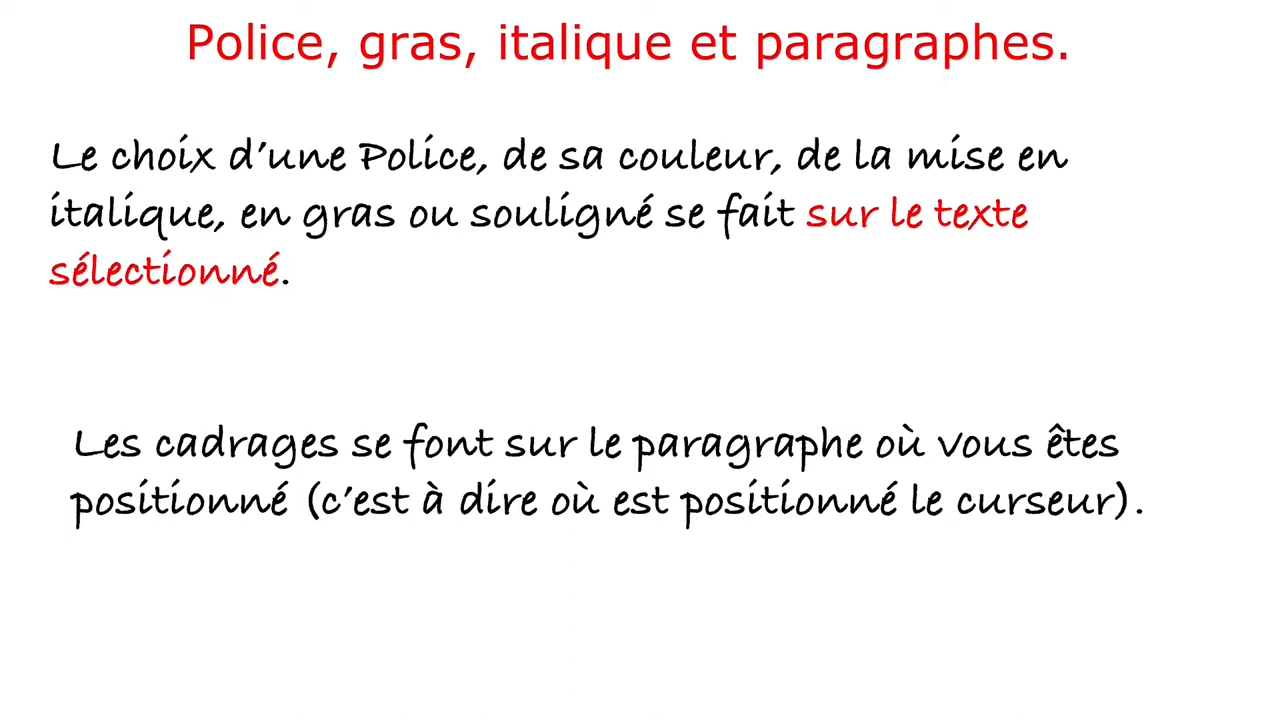 Police, gras, italique et paragraphes.
Le choix d’une Police, de sa couleur, de la mise en
italique, en gras ou souligné se fait sur le texte
sélectionné.
Les cadrages se font sur le paragraphe où vous êtes
positionné (c’est à dire où est positionné le curseur).